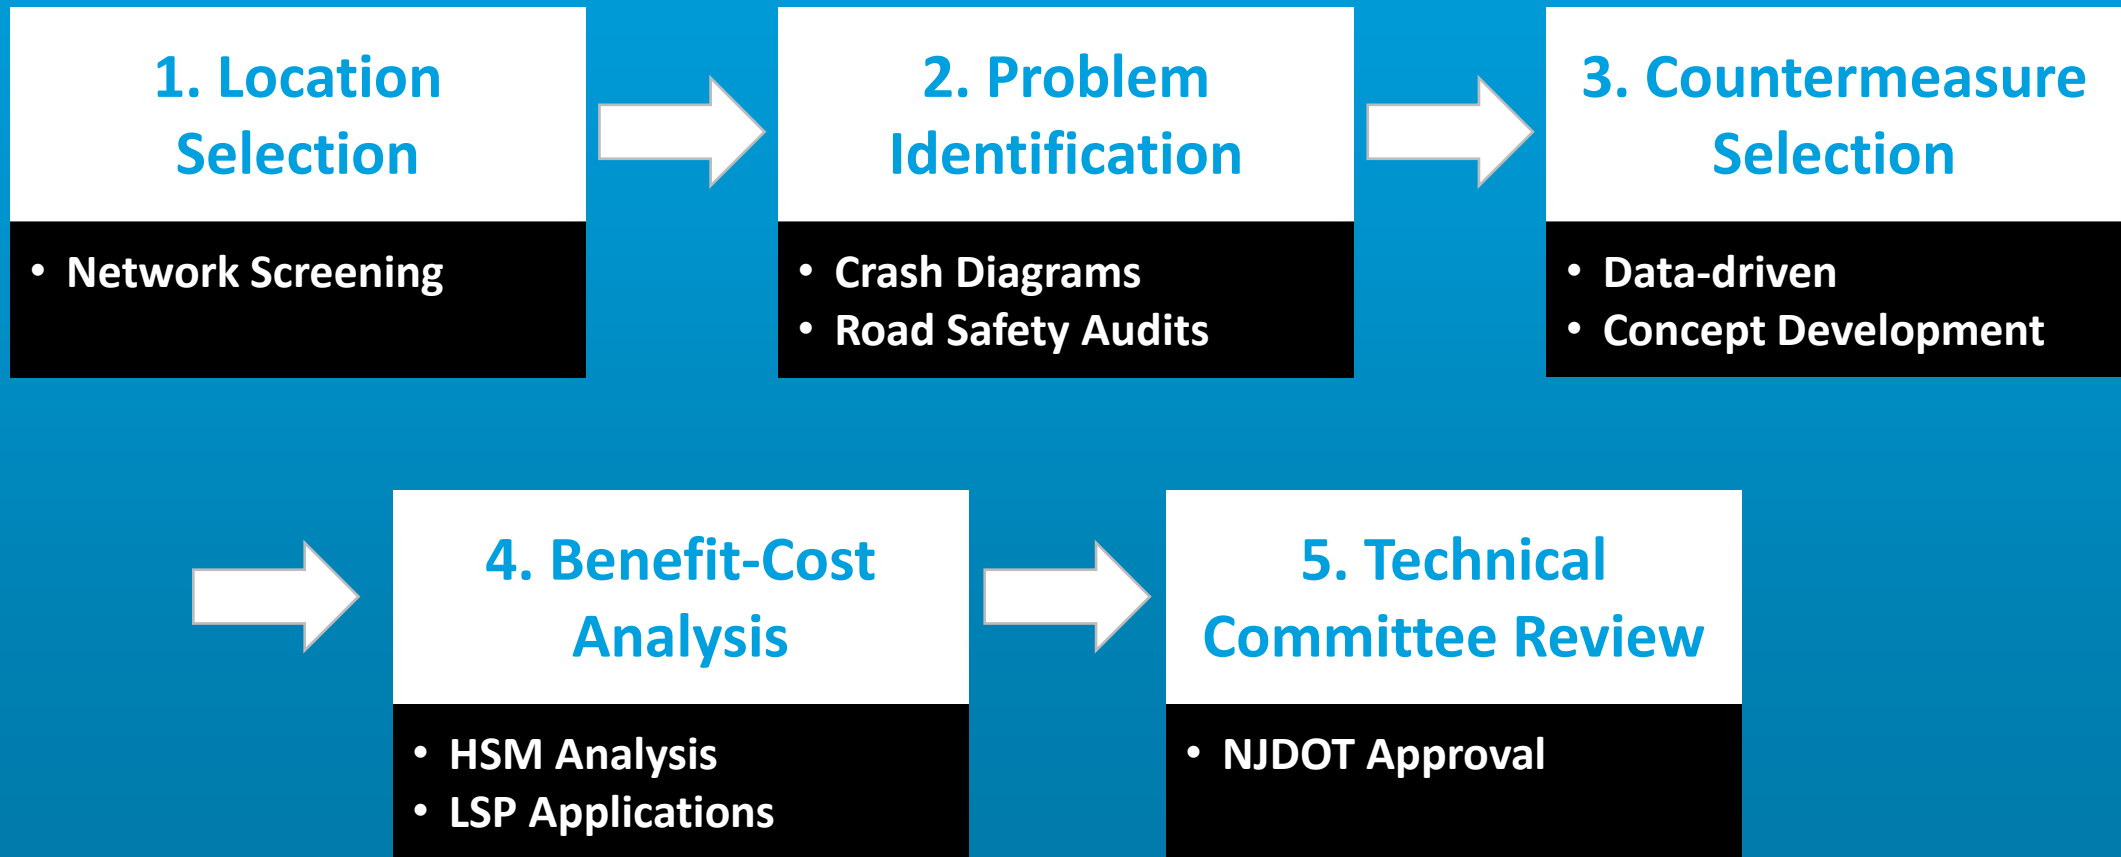 1. Location
Selection
• Network Screening
2. Problem
Identification
• Crash Diagrams
• Road Safety Audits
3. Countermeasure
Selection
• Data-driven
• Concept Development
4. Benefit-Cost
Analysis
• HSM Analysis
• LSP Applications
5. Technical
Committee Review
• NJDOT Approval